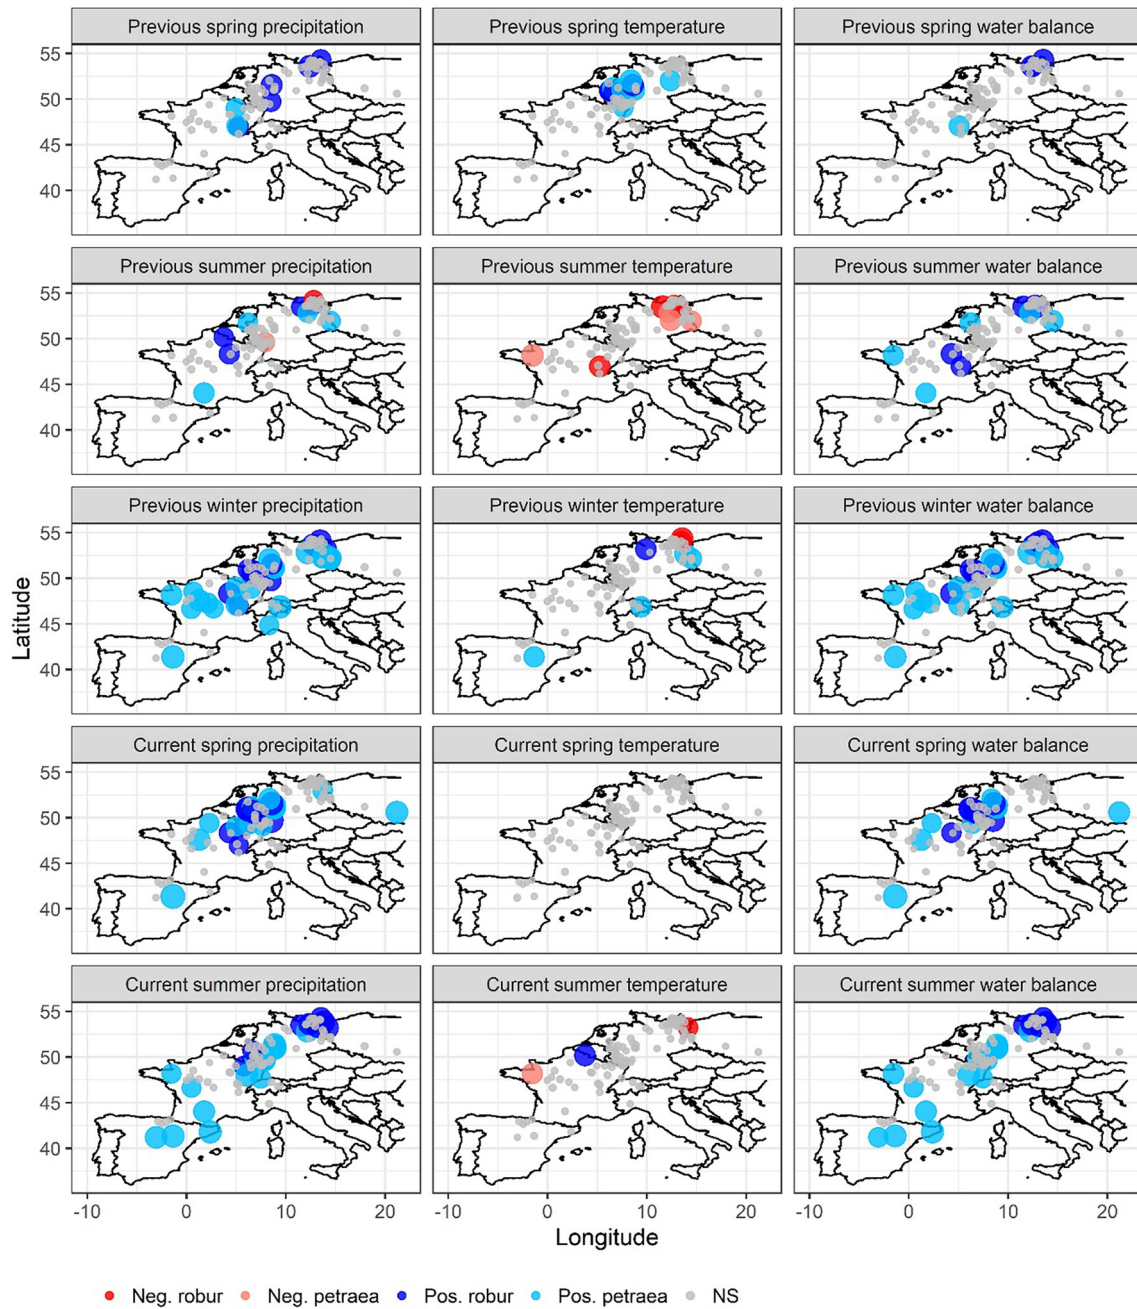 Previous spring precipitation
Previous spring temperature
Previous spring water balance
55
50
45
40
Previous summer precipitation
Previous summer temperature
Previous summer water balance
55
50
45
40
Previous winter precipitation
Previous winter temperature
Previous winter water balance
55
50
45
40
Latitude
Current spring precipitation
Current spring temperature
Current spring water balance
55
50
45
40
Current summer precipitation
Current summer temperature
Current summer water balance
55
50
45
40
-10 0 10 20 -10 0 10 20 -10 0 10 20
Longitude
Neg. robur Neg. petraea Pos. robur Pos. petraea NS